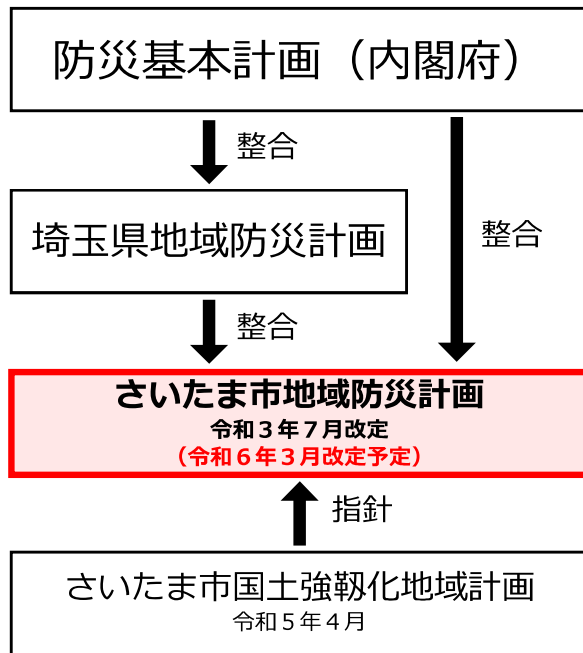 防災基本計画（内閣府）
整合
埼玉県地域防災計画
整合
整合
さいたま市地域防災計画
令和３年７月改定
（令和６年３月改定予定）
指針
さいたま市国土強靱化地域計画
令和５年４月